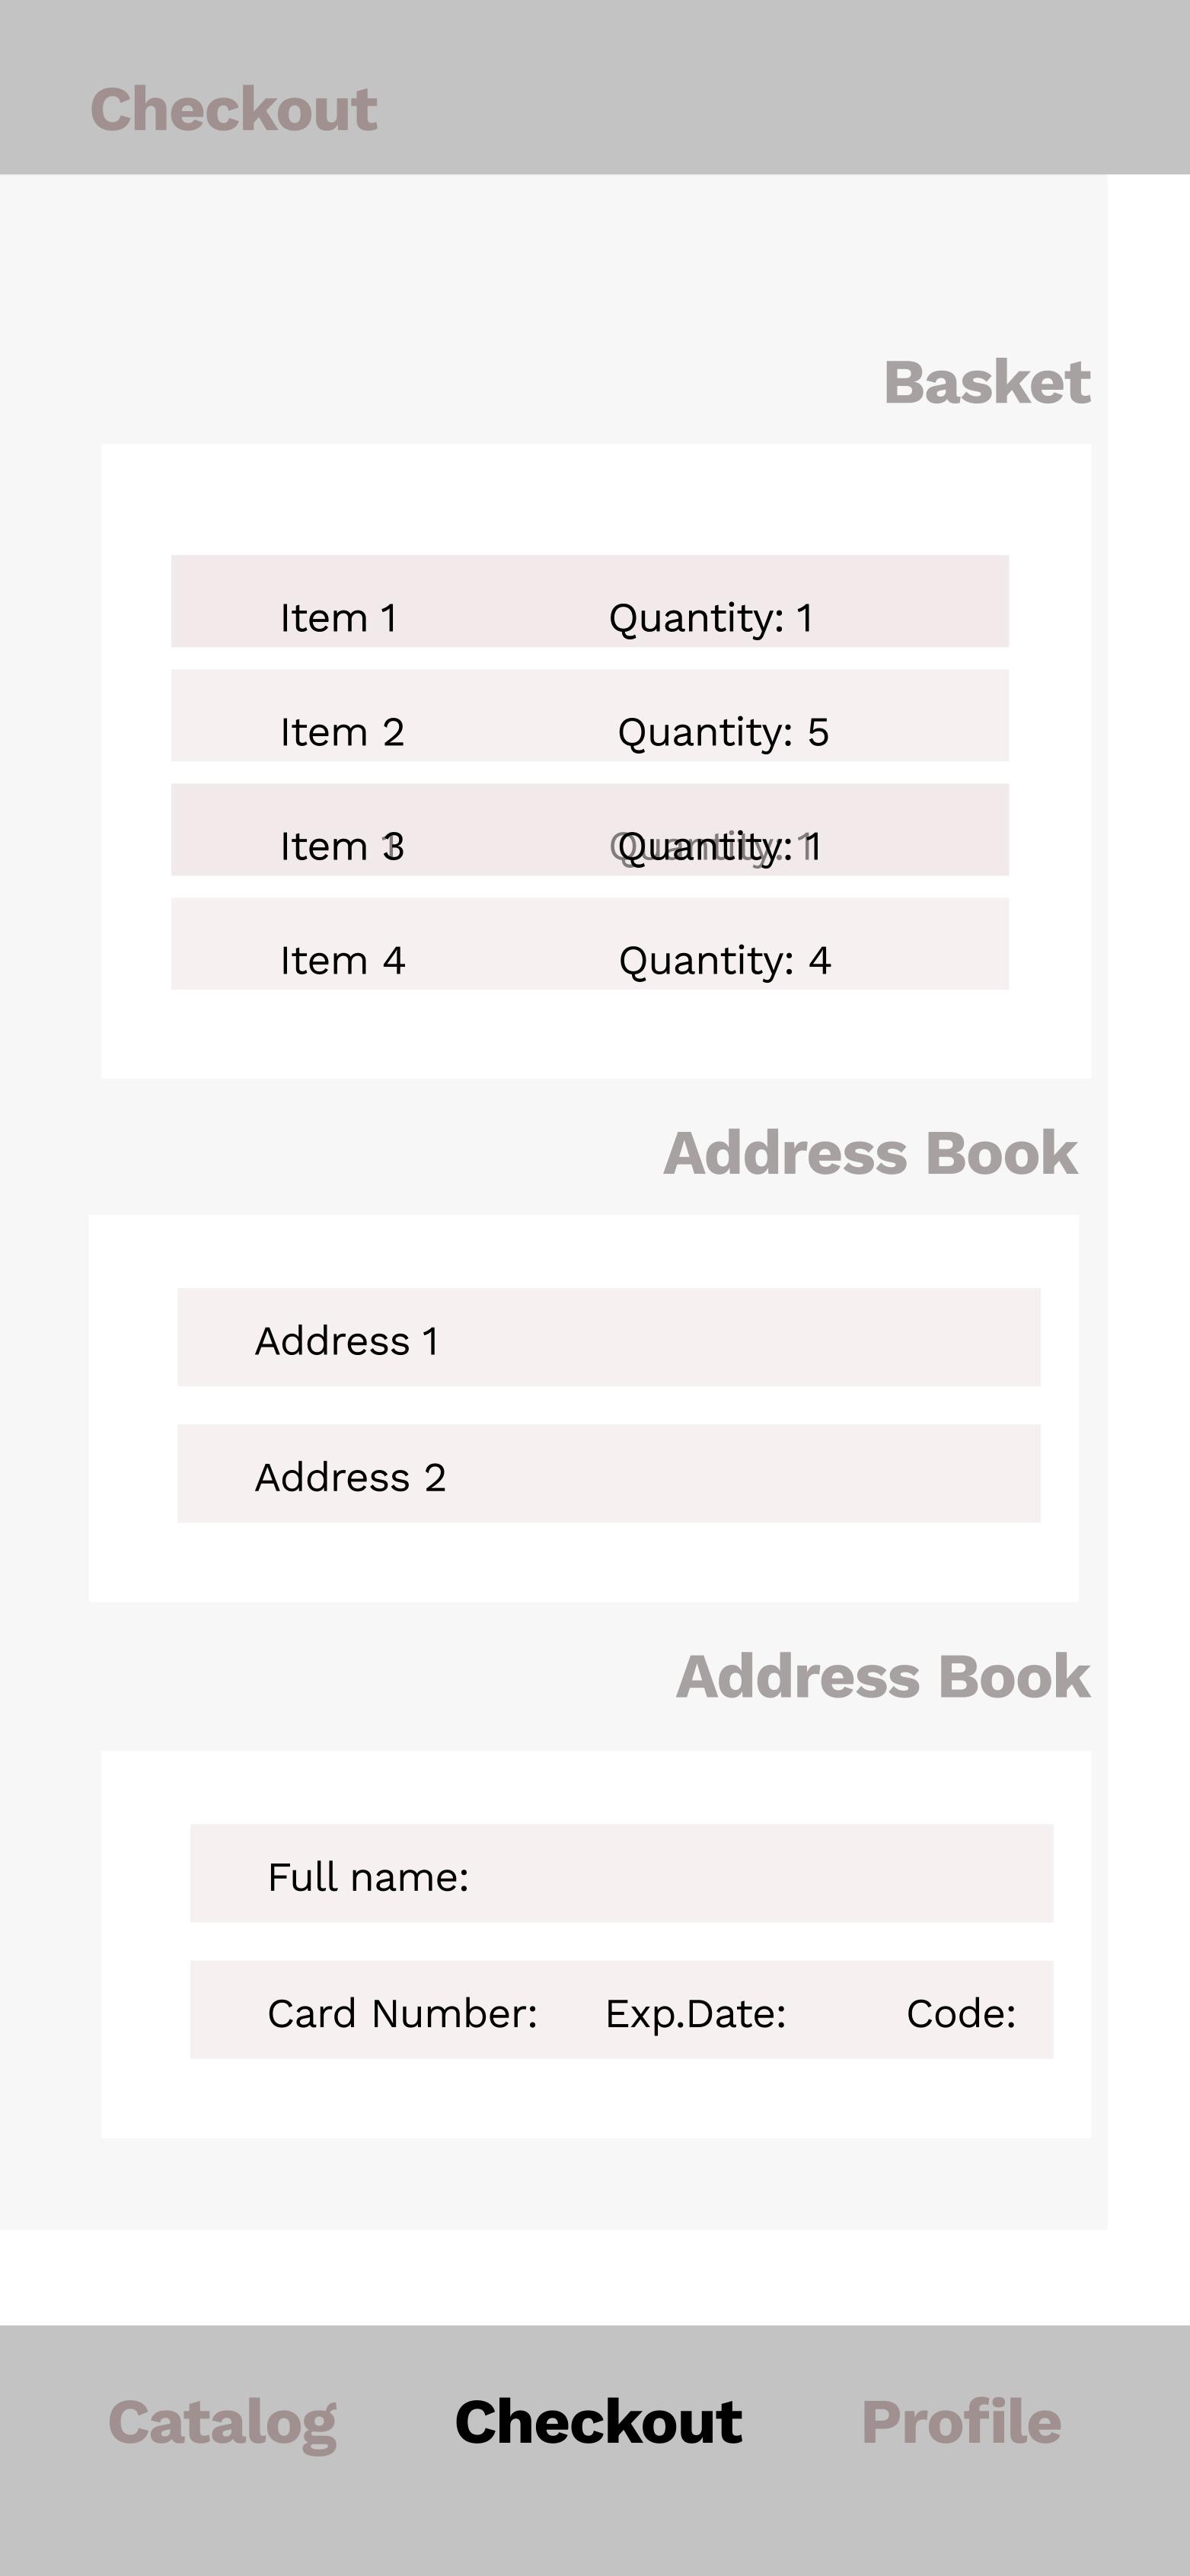 Checkout
Basket
Item 1 Quantity: 1
Item 2 Quantity: 5
Item 3 Quantity: 1
Item 4 Quantity: 4
Address Book
Address 1
Address 2
Address Book
Full name:
Card Number: Exp.Date: Code:
Catalog Checkout Profile